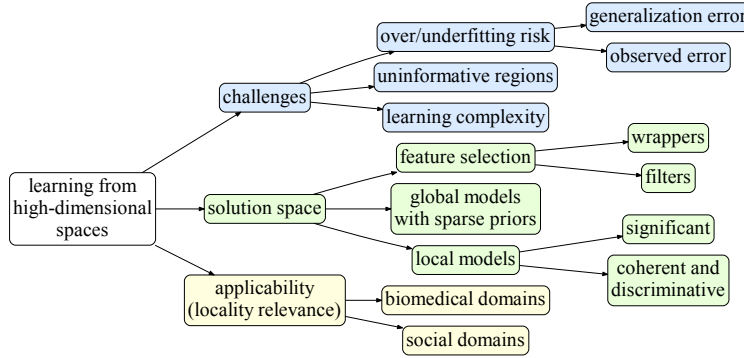 learning from
high-dimensional
spaces
challenges
over/underfitting risk
generalization error
observed error
uninformative regions
learning complexity
solution space
feature selection
wrappers
filters
global models
with sparse priors
local models
significant
coherent and
discriminative
applicability
(locality relevance)
biomedical domains
social domains